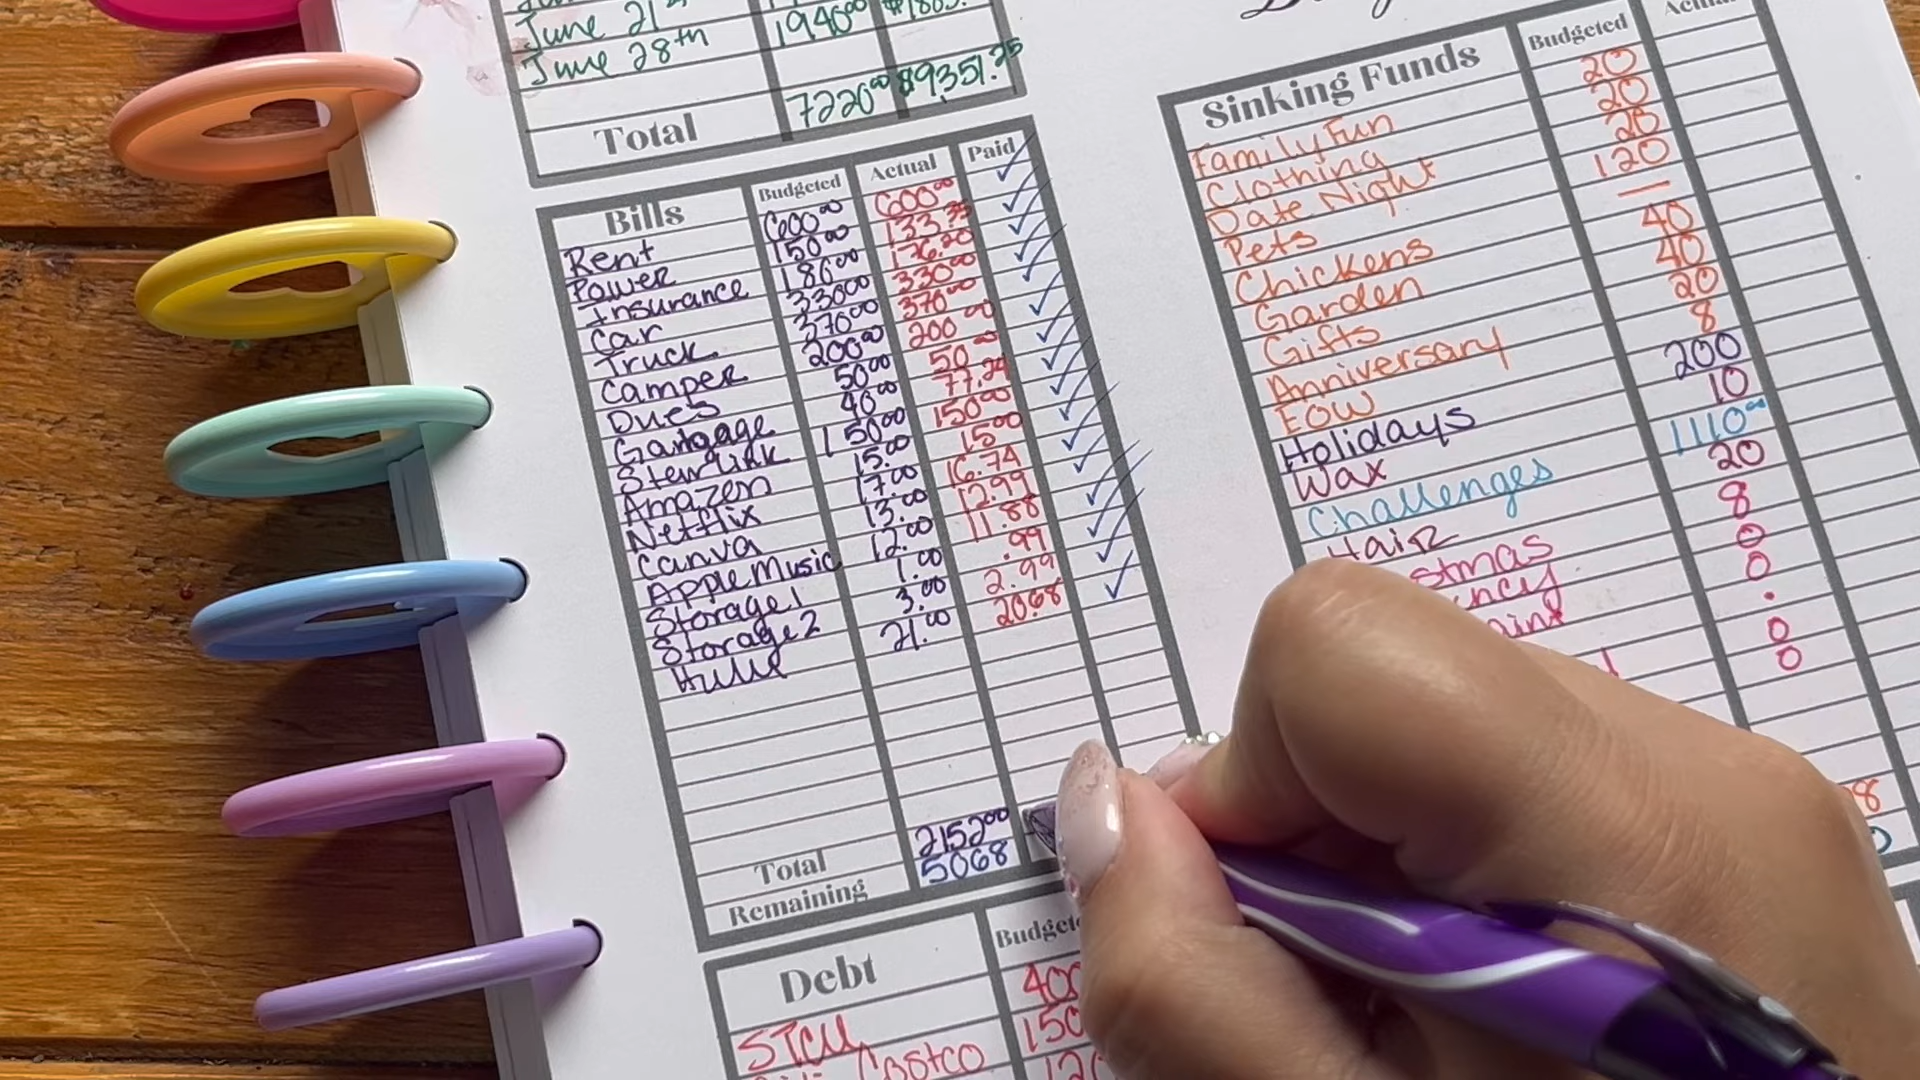 June 21st
June 28th 1940.00
Total 7220.00 $9351.25
Bills Budgeted Actual Paid
Rent 600.00 600.00 ✓
Power 150.00 133.35 ✓
Insurance 180.00 176.20 ✓
Car 330.00 330.00 ✓
Truck 370.00 370.00 ✓
Camper 200.00 200.00 ✓
Dues 50.00 50.00 ✓
Garbage 40.00 77.24 ✓
Starlink 150.00 150.00 ✓
Amazon 15.00 15.00 ✓
Netflix 17.00 16.74 ✓
Canva 13.00 12.99 ✓
Apple Music 12.00 11.88 ✓
Storage 1 1.00 .99 ✓
Storage 2 3.00 2.99 ✓
Hulu 21.00 20.68 ✓
Total 2152.00
Remaining 5068
Debt
STCU 400
Costco 150
120
Sinking Funds Budgeted
Family Fun 20
Clothing 20
Date Night 20
Pets 120
Chickens —
Garden 40
Gifts 40
Anniversary 20
EOW 8
Holidays 200
Wax 10
Challenges 1110.00
Hair 20
stmas 8
ncy 0
aint 0
.
0
0
8